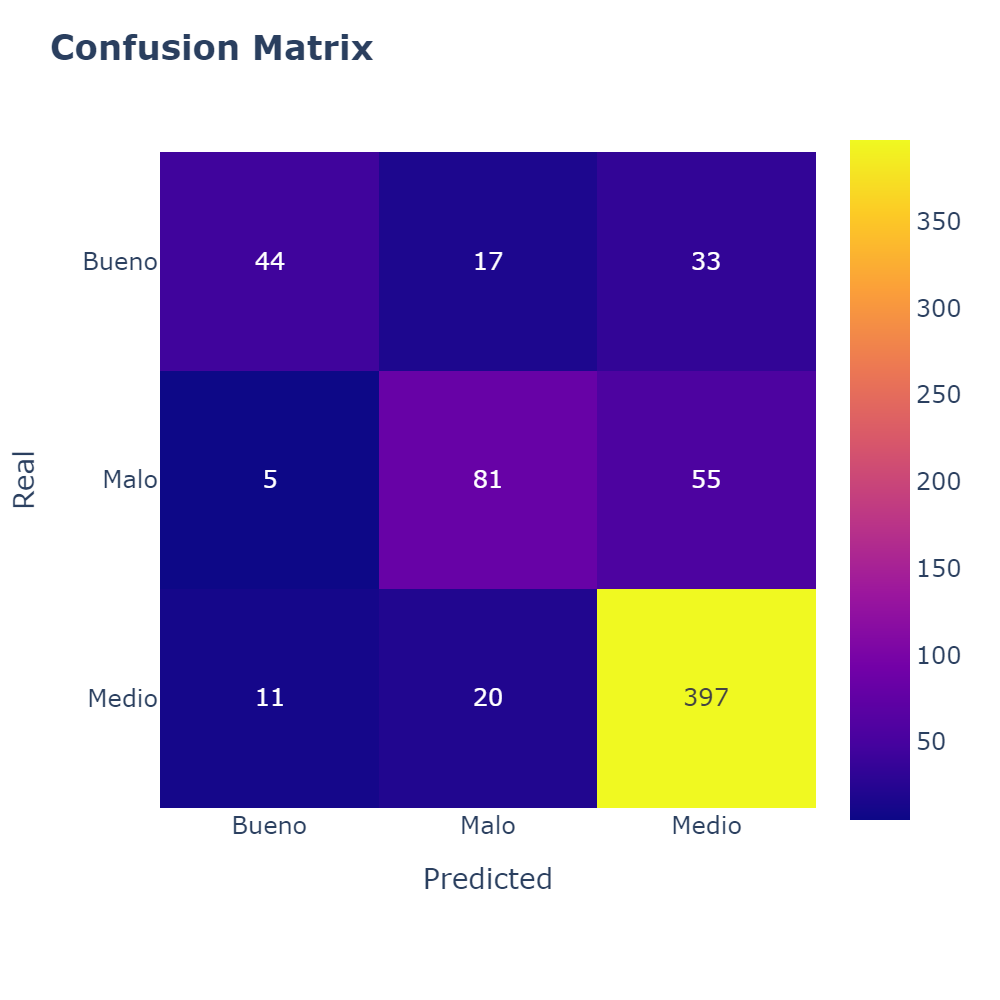 Confusion Matrix
Bueno 44 17 33
Malo 5 81 55
Medio 11 20 397
Bueno Malo Medio
Predicted
Real
350
300
250
200
150
100
50